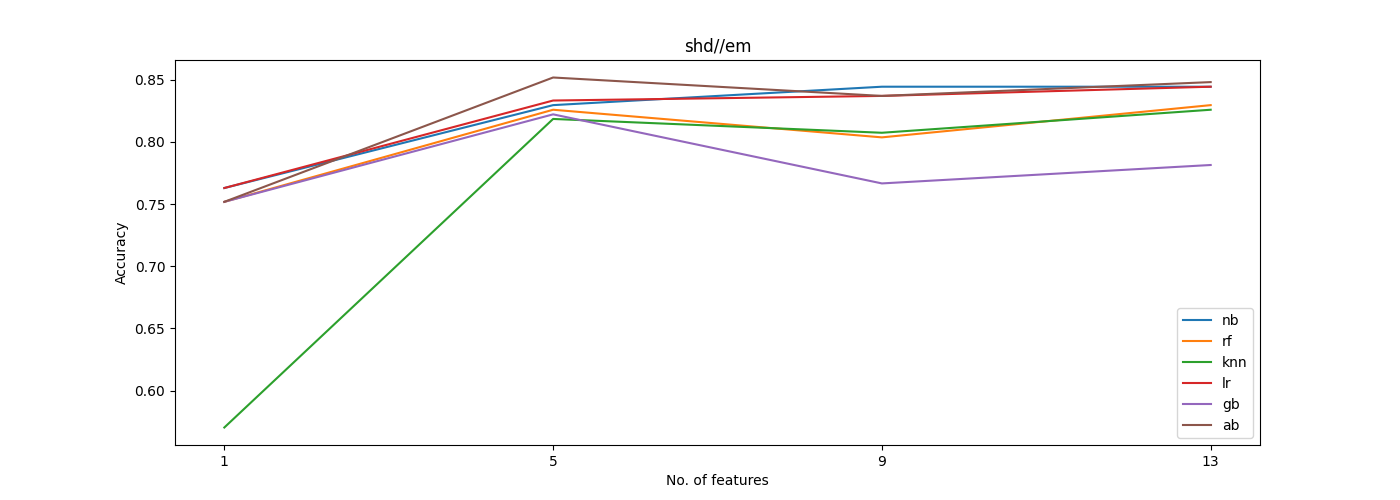 shd//em
Accuracy
0.85
0.80
0.75
0.70
0.65
0.60
1
5
9
13
No. of features
nb
rf
knn
lr
gb
ab